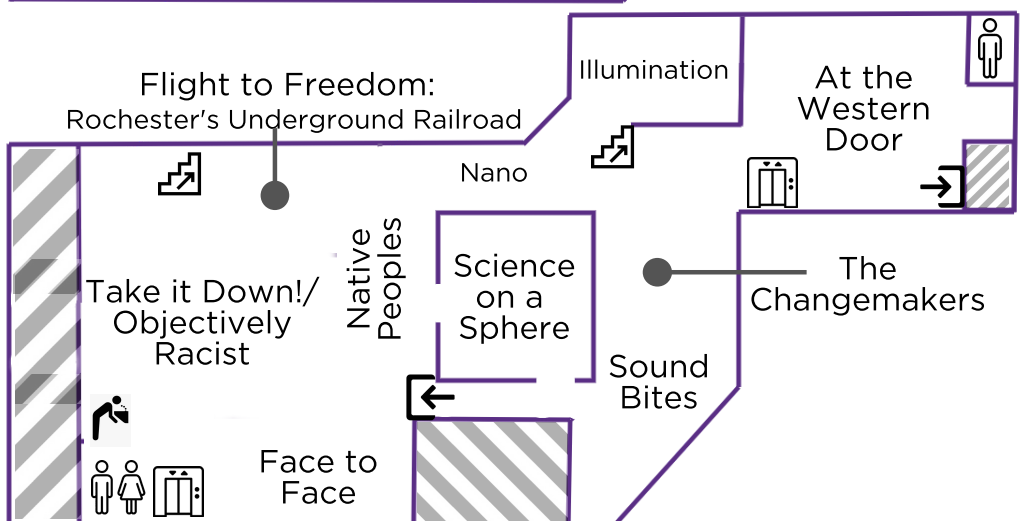 Flight to Freedom:
Rochester's Underground Railroad
Illumination
At the
Western
Door
Nano
Native
Peoples
Science
on a
Sphere
The
Changemakers
Take it Down!/
Objectively
Racist
Sound
Bites
Face to
Face